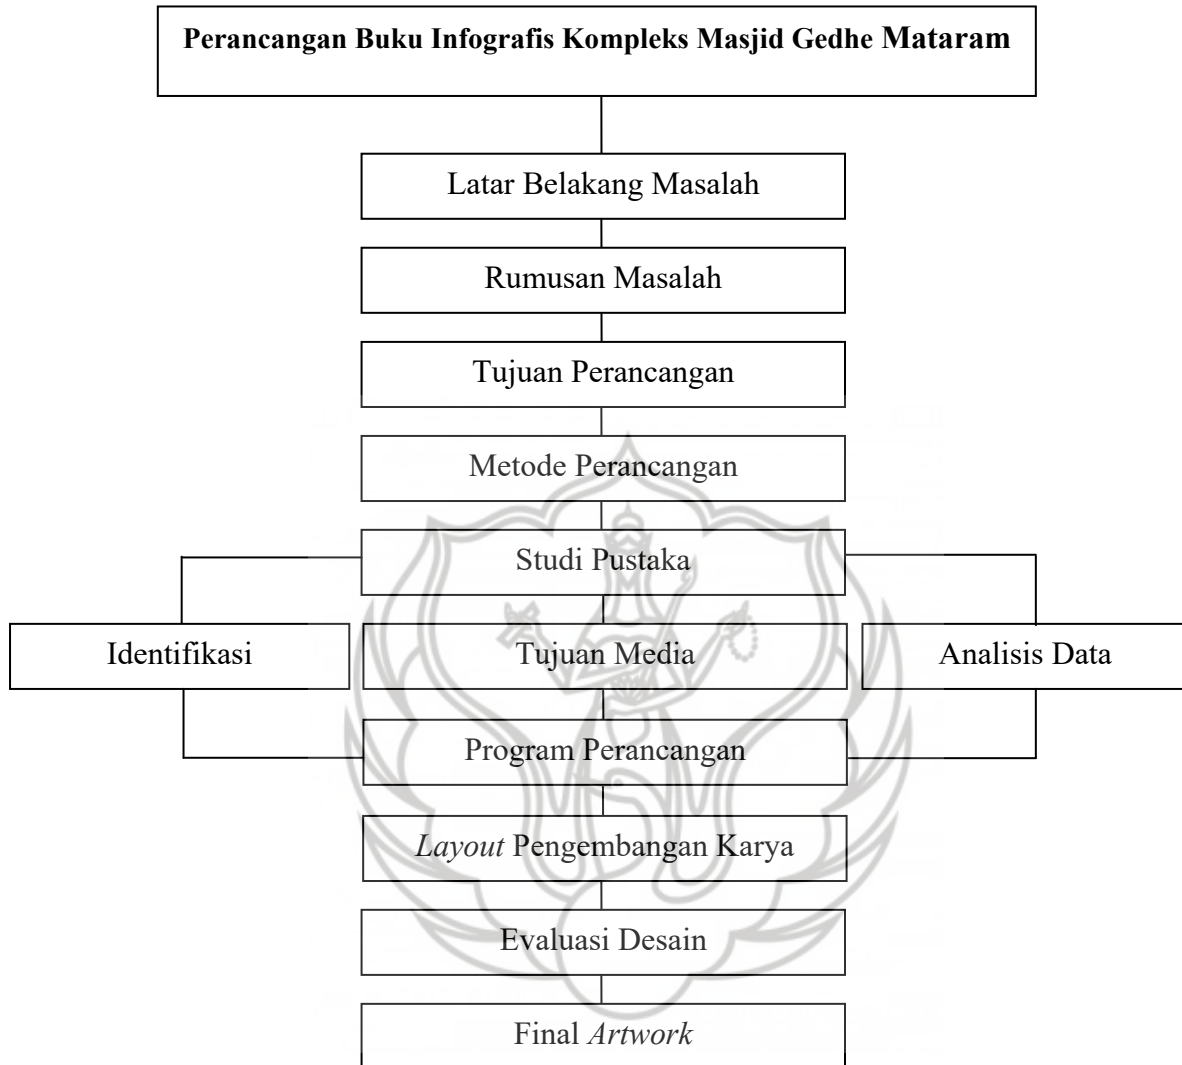 Perancangan Buku Infografis Kompleks Masjid Gedhe Mataram
Latar Belakang Masalah
Rumusan Masalah
Tujuan Perancangan
Metode Perancangan
Studi Pustaka
Identifikasi
Tujuan Media
Analisis Data
Program Perancangan
Layout Pengembangan Karya
Evaluasi Desain
Final Artwork